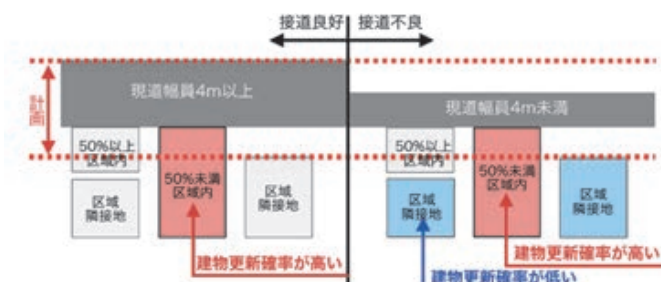 接道良好 接道不良
計画
現道幅員4m以上
現道幅員4m未満
50%以上
区域内
50%未満
区域内
区域
隣接地
区域
隣接地
50%以上
区域内
50%未満
区域内
区域
隣接地
区域
隣接地
建物更新確率が高い
建物更新確率が高い
建物更新確率が低い